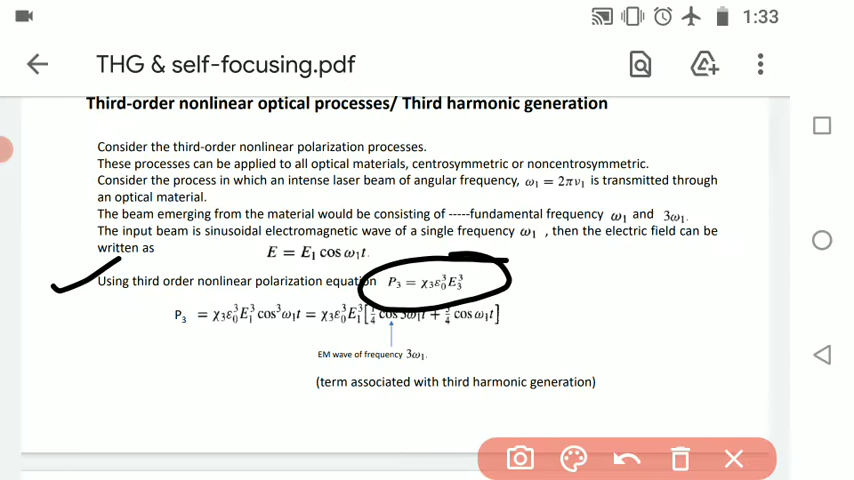 1:33
THG & self-focusing.pdf
Third-order nonlinear optical processes/ Third harmonic generation
Consider the third-order nonlinear polarization processes.
These processes can be applied to all optical materials, centrosymmetric or noncentrosymmetric.
Consider the process in which an intense laser beam of angular frequency, ω₁ = 2πν₁ is transmitted through
an optical material.
The beam emerging from the material would be consisting of -----fundamental frequency ω₁ and 3ω₁.
The input beam is sinusoidal electromagnetic wave of a single frequency ω₁ , then the electric field can be
written as E = E₁ cos ω₁t.
Using third order nonlinear polarization equation P₃ = χ₃ε₀³E₃³
P₃ = χ₃ε₀³E₁³ cos³ω₁t = χ₃ε₀³E₁³[¼ cos 3ω₁t + ¾ cos ω₁t]
EM wave of frequency 3ω₁.
(term associated with third harmonic generation)